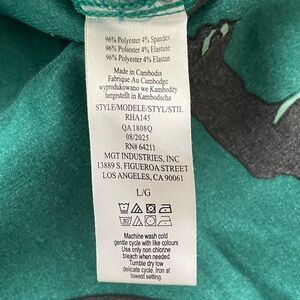 96% Polyester 4% Spandex
96% Polyester 4% Elastane
96% Polyester 4% Elastan
Made in Cambodia
Fabrique Au Cambodge
wyprodukowano we Kambodry
hergestellt in Kambodscha
STYLE/MODELE/STYL/STIL
RHA145
QA1808Q
08/2025
RN# 64211
MGT INDUSTRIES, INC
13889 S. FIGUEROA STREET
LOS ANGELES, CA 90061
L/G
Machine wash cold
gentle cycle with like colours
Use only non chlorine
bleach when needed
Tumble dry low
delicate cycle, Iron at
lowest setting.